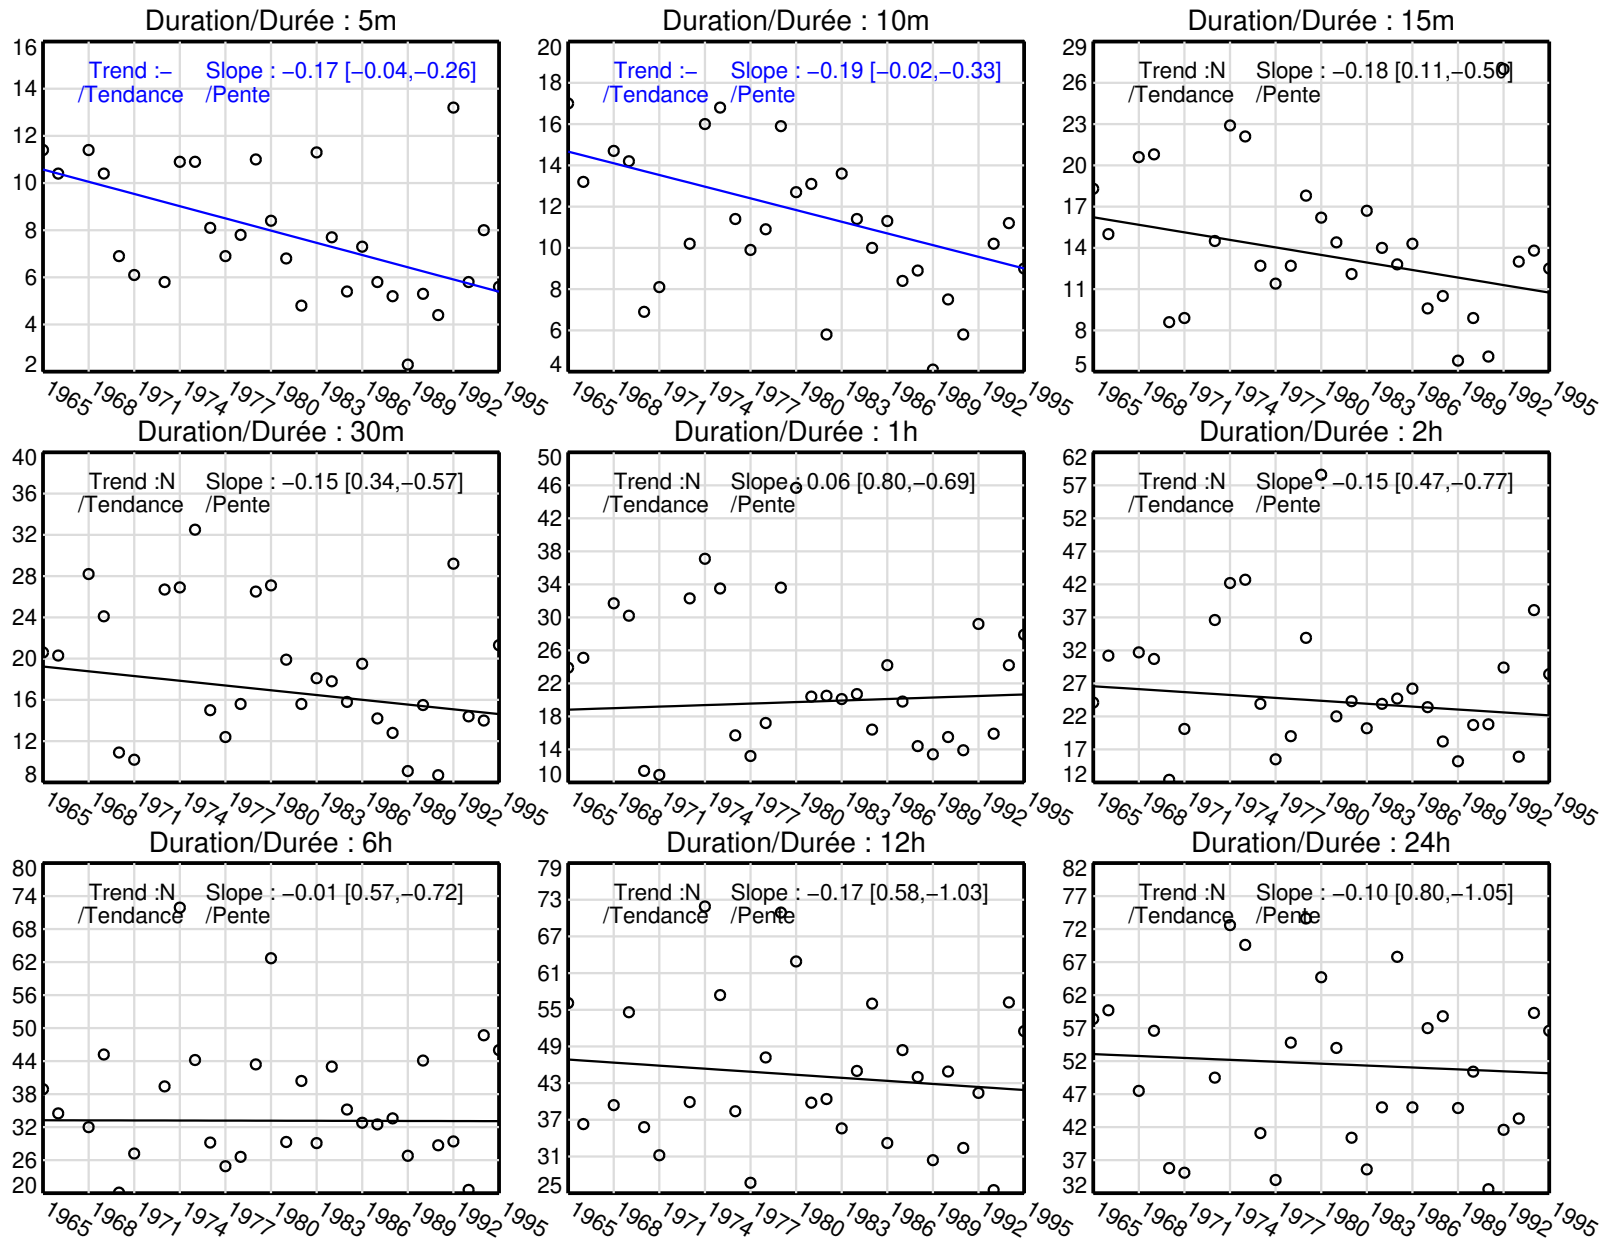 Duration/Durée : 5m
16
14
12
10
8
6
4
2
Trend :− Slope : −0.17 [−0.04,−0.26]
/Tendance /Pente
1965 1968 1971 1974 1977 1980 1983 1986 1989 1992 1995
Duration/Durée : 10m
20
18
16
14
12
10
8
6
4
Trend :− Slope : −0.19 [−0.02,−0.33]
/Tendance /Pente
1965 1968 1971 1974 1977 1980 1983 1986 1989 1992 1995
Duration/Durée : 15m
29
26
23
20
17
14
11
8
5
Trend :N Slope : −0.18 [0.11,−0.50]
/Tendance /Pente
1965 1968 1971 1974 1977 1980 1983 1986 1989 1992 1995
Duration/Durée : 30m
40
36
32
28
24
20
16
12
8
Trend :N Slope : −0.15 [0.34,−0.57]
/Tendance /Pente
1965 1968 1971 1974 1977 1980 1983 1986 1989 1992 1995
Duration/Durée : 1h
50
46
42
38
34
30
26
22
18
14
10
Trend :N Slope : 0.06 [0.80,−0.69]
/Tendance /Pente
1965 1968 1971 1974 1977 1980 1983 1986 1989 1992 1995
Duration/Durée : 2h
62
57
52
47
42
37
32
27
22
17
12
Trend :N Slope : −0.15 [0.47,−0.77]
/Tendance /Pente
1965 1968 1971 1974 1977 1980 1983 1986 1989 1992 1995
Duration/Durée : 6h
80
74
68
62
56
50
44
38
32
26
20
Trend :N Slope : −0.01 [0.57,−0.72]
/Tendance /Pente
1965 1968 1971 1974 1977 1980 1983 1986 1989 1992 1995
Duration/Durée : 12h
79
73
67
61
55
49
43
37
31
25
Trend :N Slope : −0.17 [0.58,−1.03]
/Tendance /Pente
1965 1968 1971 1974 1977 1980 1983 1986 1989 1992 1995
Duration/Durée : 24h
82
77
72
67
62
57
52
47
42
37
32
Trend :N Slope : −0.10 [0.80,−1.05]
/Tendance /Pente
1965 1968 1971 1974 1977 1980 1983 1986 1989 1992 1995